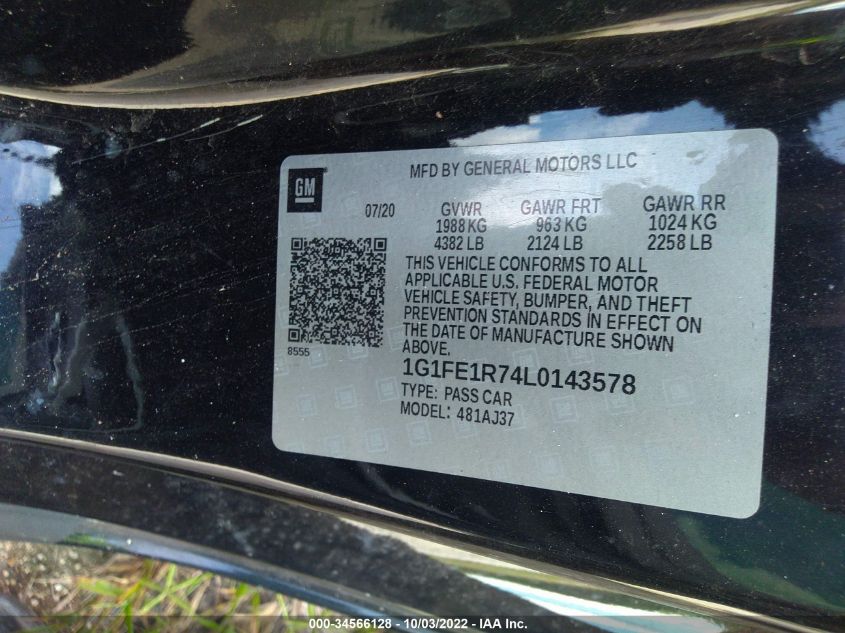 MFD BY GENERAL MOTORS LLC
GM
07/20 GVWR GAWR FRT GAWR RR
1988 KG 963 KG 1024 KG
4382 LB 2124 LB 2258 LB
THIS VEHICLE CONFORMS TO ALL
APPLICABLE U.S. FEDERAL MOTOR
VEHICLE SAFETY, BUMPER, AND THEFT
PREVENTION STANDARDS IN EFFECT ON
THE DATE OF MANUFACTURE SHOWN
ABOVE.
8555
1G1FE1R74L0143578
TYPE: PASS CAR
MODEL: 481AJ37
000-34566128 - 10/03/2022 - IAA Inc.